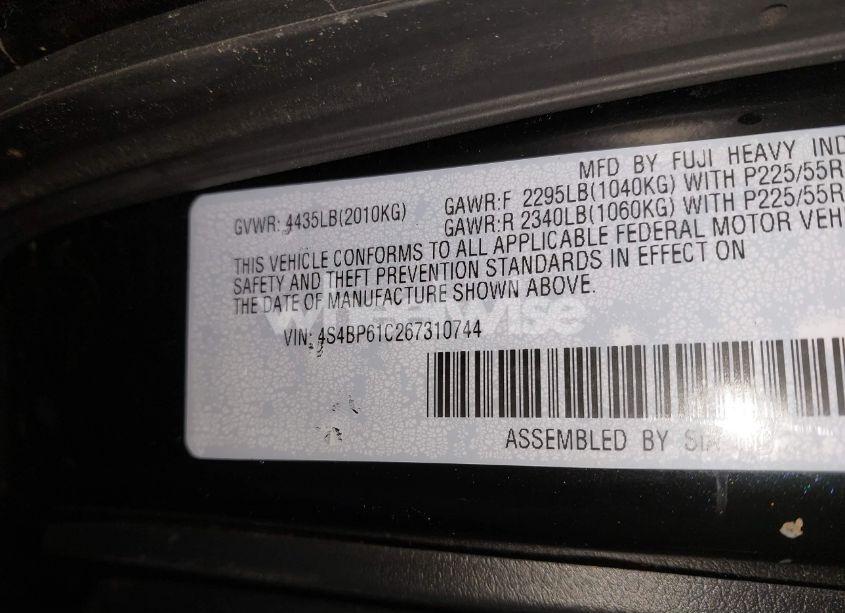 MFD BY FUJI HEAVY IND
GVWR: 4435LB(2010KG) GAWR:F 2295LB(1040KG) WITH P225/55R
GAWR:R 2340LB(1060KG) WITH P225/55R
THIS VEHICLE CONFORMS TO ALL APPLICABLE FEDERAL MOTOR VEH
SAFETY AND THEFT PREVENTION STANDARDS IN EFFECT ON
THE DATE OF MANUFACTURE SHOWN ABOVE.
wheelwise
VIN: 4S4BP61C267310744
ASSEMBLED BY SIA